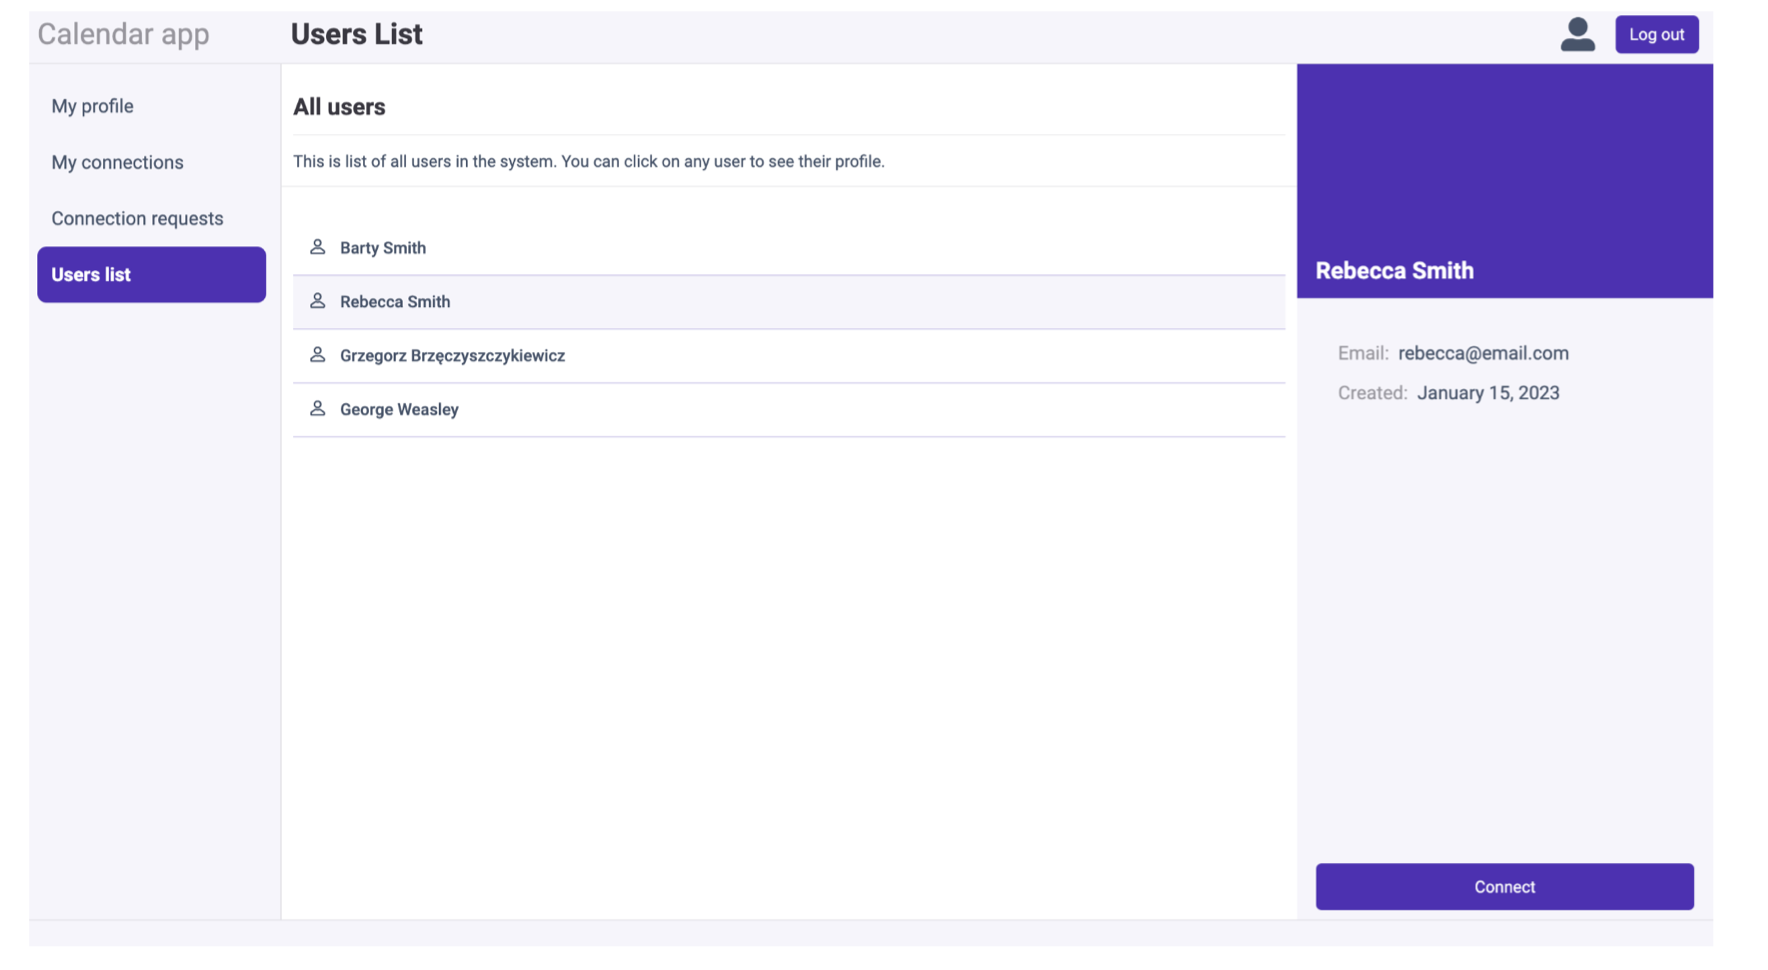 Calendar app
Users List
Log out
My profile
My connections
Connection requests
Users list
All users
This is list of all users in the system. You can click on any user to see their profile.
Barty Smith
Rebecca Smith
Grzegorz Brzęczyszczykiewicz
George Weasley
Rebecca Smith
Email: rebecca@email.com
Created: January 15, 2023
Connect